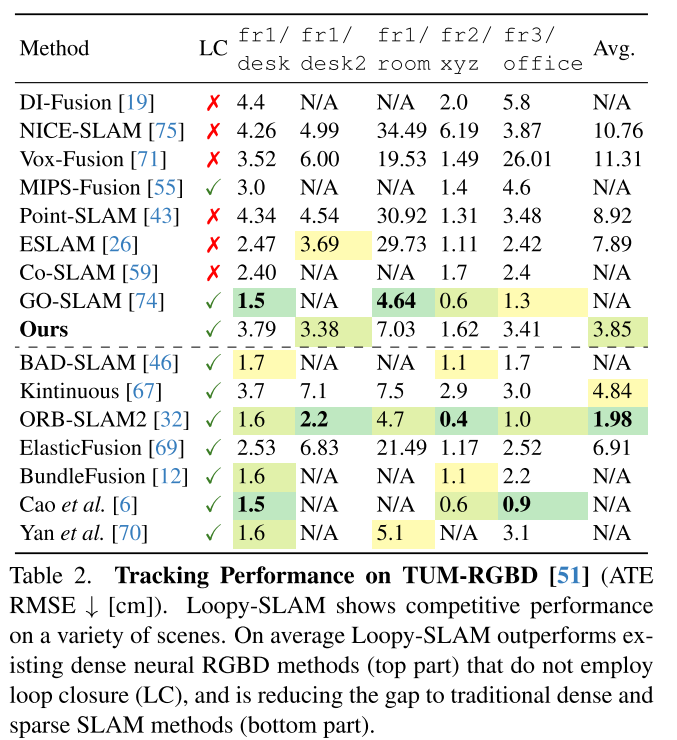 Method LC fr1/ desk fr1/ desk2 fr1/ room fr2/ xyz fr3/ office Avg.
DI-Fusion [19] ✗ 4.4 N/A N/A 2.0 5.8 N/A
NICE-SLAM [75] ✗ 4.26 4.99 34.49 6.19 3.87 10.76
Vox-Fusion [71] ✗ 3.52 6.00 19.53 1.49 26.01 11.31
MIPS-Fusion [55] ✓ 3.0 N/A N/A 1.4 4.6 N/A
Point-SLAM [43] ✗ 4.34 4.54 30.92 1.31 3.48 8.92
ESLAM [26] ✗ 2.47 3.69 29.73 1.11 2.42 7.89
Co-SLAM [59] ✗ 2.40 N/A N/A 1.7 2.4 N/A
GO-SLAM [74] ✓ 1.5 N/A 4.64 0.6 1.3 N/A
Ours ✓ 3.79 3.38 7.03 1.62 3.41 3.85
BAD-SLAM [46] ✓ 1.7 N/A N/A 1.1 1.7 N/A
Kintinuous [67] ✓ 3.7 7.1 7.5 2.9 3.0 4.84
ORB-SLAM2 [32] ✓ 1.6 2.2 4.7 0.4 1.0 1.98
ElasticFusion [69] ✓ 2.53 6.83 21.49 1.17 2.52 6.91
BundleFusion [12] ✓ 1.6 N/A N/A 1.1 2.2 N/A
Cao et al. [6] ✓ 1.5 N/A N/A 0.6 0.9 N/A
Yan et al. [70] ✓ 1.6 N/A 5.1 N/A 3.1 N/A
Table 2. Tracking Performance on TUM-RGBD [51] (ATE
RMSE ↓ [cm]). Loopy-SLAM shows competitive performance
on a variety of scenes. On average Loopy-SLAM outperforms ex-
isting dense neural RGBD methods (top part) that do not employ
loop closure (LC), and is reducing the gap to traditional dense and
sparse SLAM methods (bottom part).